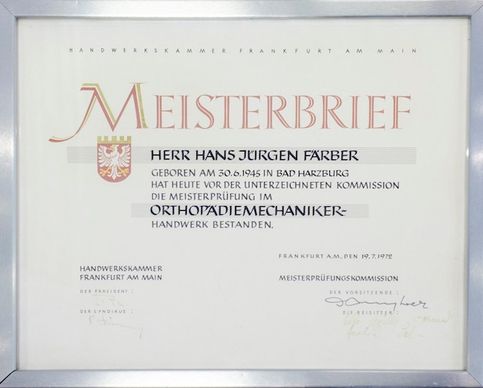 HANDWERKSKAMMER FRANKFURT AM MAIN
MEISTERBRIEF
HERR HANS JÜRGEN FÄRBER
GEBOREN AM 30.6.1945 IN BAD HARZBURG
HAT HEUTE VOR DER UNTERZEICHNETEN KOMMISSION
DIE MEISTERPRÜFUNG IM
ORTHOPÄDIEMECHANIKER-
HANDWERK BESTANDEN.
FRANKFURT A.M., DEN 19.7.1972
HANDWERKSKAMMER
FRANKFURT AM MAIN
DER PRÄSIDENT:
DER SYNDIKUS:
MEISTERPRÜFUNGSKOMMISSION
DER VORSITZENDE:
DIE BEISITZER: